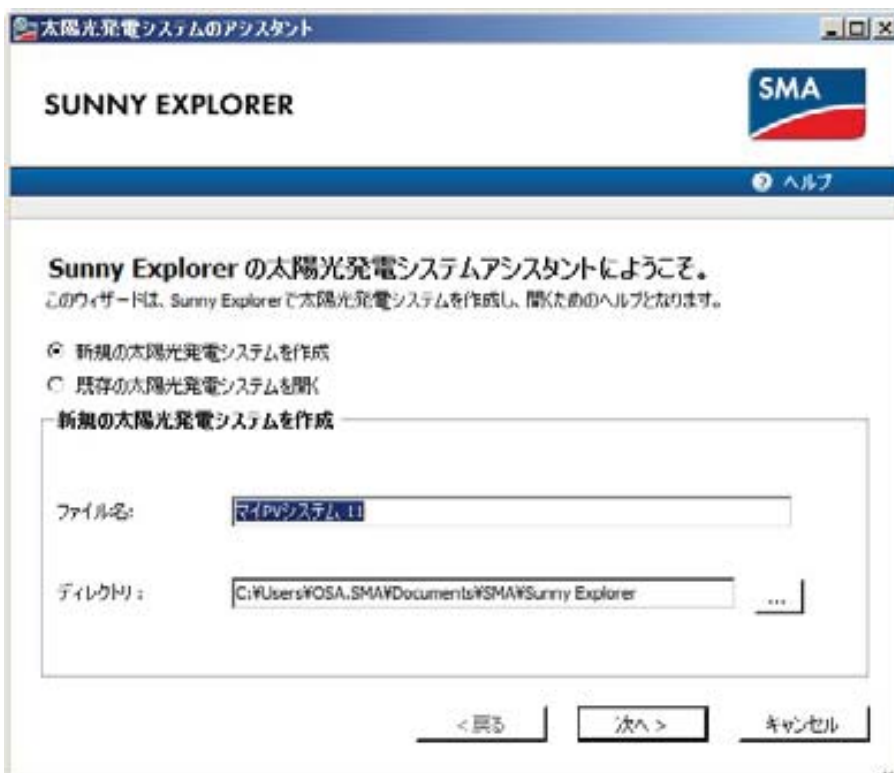 太陽光発電システムのアシスタント
SUNNY EXPLORER
SMA
ヘルプ
Sunny Explorer の太陽光発電システムアシスタントにようこそ。
このウィザードは、Sunny Explorerで太陽光発電システムを作成し、開くためのヘルプとなります。
新規の太陽光発電システムを作成
既存の太陽光発電システムを開く
新規の太陽光発電システムを作成
ファイル名:
マイPVシステム 11
ディレクトリ:
C:¥Users¥OSA.SMA¥Documents¥SMA¥Sunny Explorer
...
< 戻る
次へ >
キャンセル